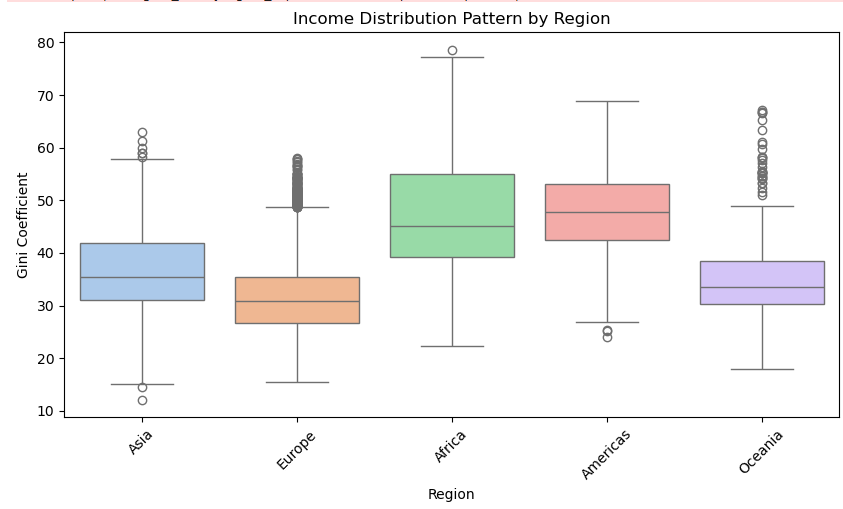 Income Distribution Pattern by Region
80
70
60
50
40
30
20
10
Gini Coefficient
Asia
Europe
Africa
Americas
Oceania
Region